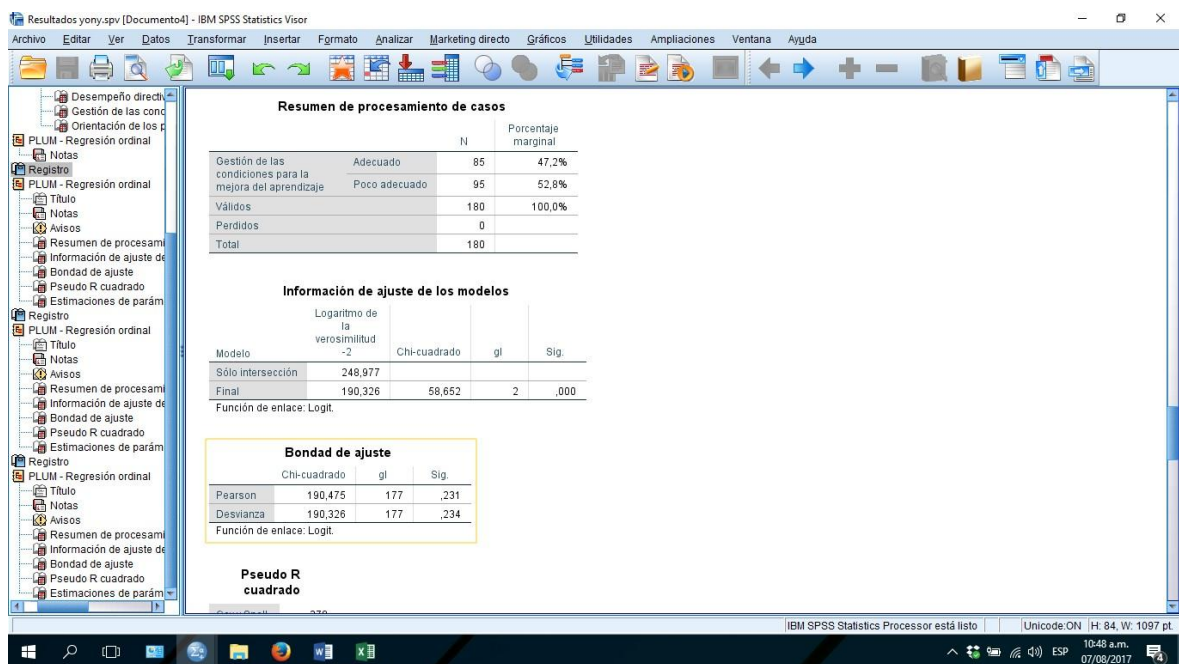 Resultados yony.spv [Documento4] - IBM SPSS Statistics Visor
Archivo Editar Ver Datos Transformar Insertar Formato Analizar Marketing directo Gráficos Utilidades Ampliaciones Ventana Ayuda
Desempeño directiv
Gestión de las cond
Orientación de los p
PLUM - Regresión ordinal
Notas
Registro
PLUM - Regresión ordinal
Título
Notas
Avisos
Resumen de procesami
Información de ajuste de
Bondad de ajuste
Pseudo R cuadrado
Estimaciones de parám
Registro
PLUM - Regresión ordinal
Título
Notas
Avisos
Resumen de procesami
Información de ajuste de
Bondad de ajuste
Pseudo R cuadrado
Estimaciones de parám
Registro
PLUM - Regresión ordinal
Título
Notas
Avisos
Resumen de procesami
Información de ajuste de
Bondad de ajuste
Pseudo R cuadrado
Estimaciones de parám
Resumen de procesamiento de casos
N Porcentaje marginal
Gestión de las condiciones para la mejora del aprendizaje Adecuado 85 47,2%
Poco adecuado 95 52,8%
Válidos 180 100,0%
Perdidos 0
Total 180
Información de ajuste de los modelos
Modelo Logaritmo de la verosimilitud -2 Chi-cuadrado gl Sig.
Sólo intersección 248,977
Final 190,326 58,652 2 ,000
Función de enlace: Logit.
Bondad de ajuste
Chi-cuadrado gl Sig.
Pearson 190,475 177 ,231
Desvianza 190,326 177 ,234
Función de enlace: Logit.
Pseudo R
cuadrado
IBM SPSS Statistics Processor está listo Unicode:ON H: 84, W: 1097 pt.
ESP 10:48 a.m.
07/08/2017